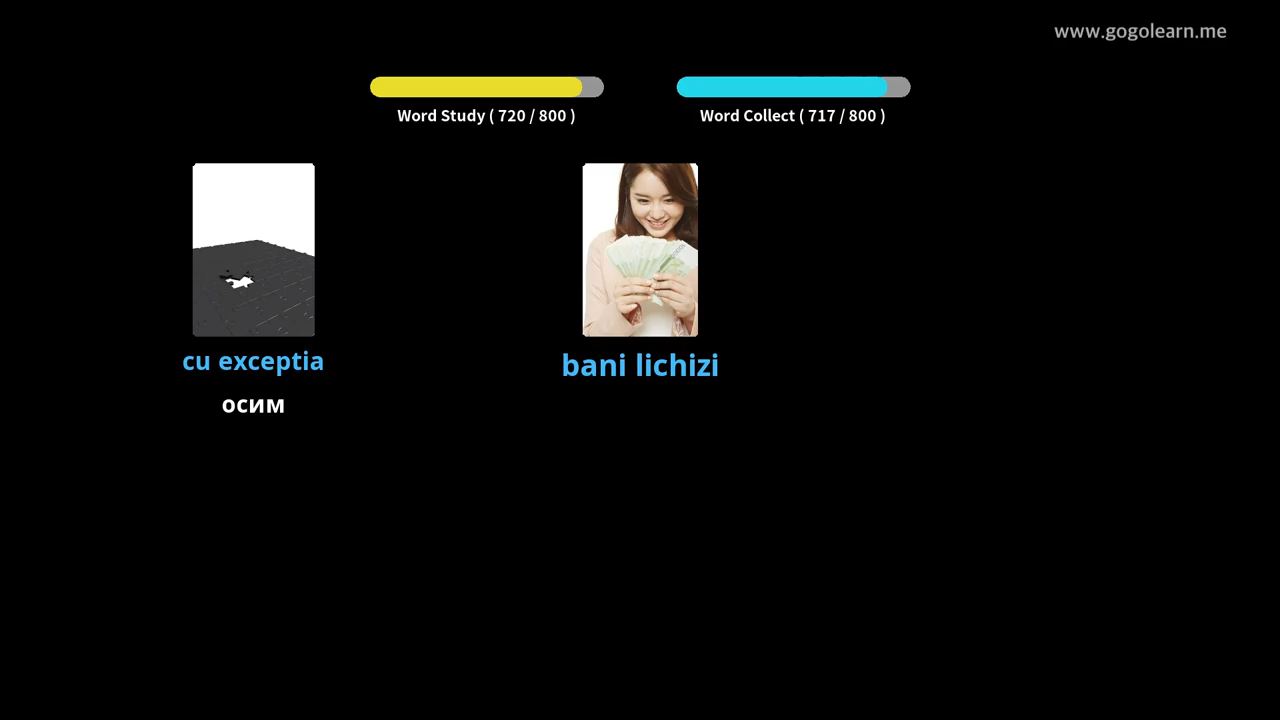 www.gogolearn.me
Word Study ( 720 / 800 )
Word Collect ( 717 / 800 )
cu exceptia
bani lichizi
осим